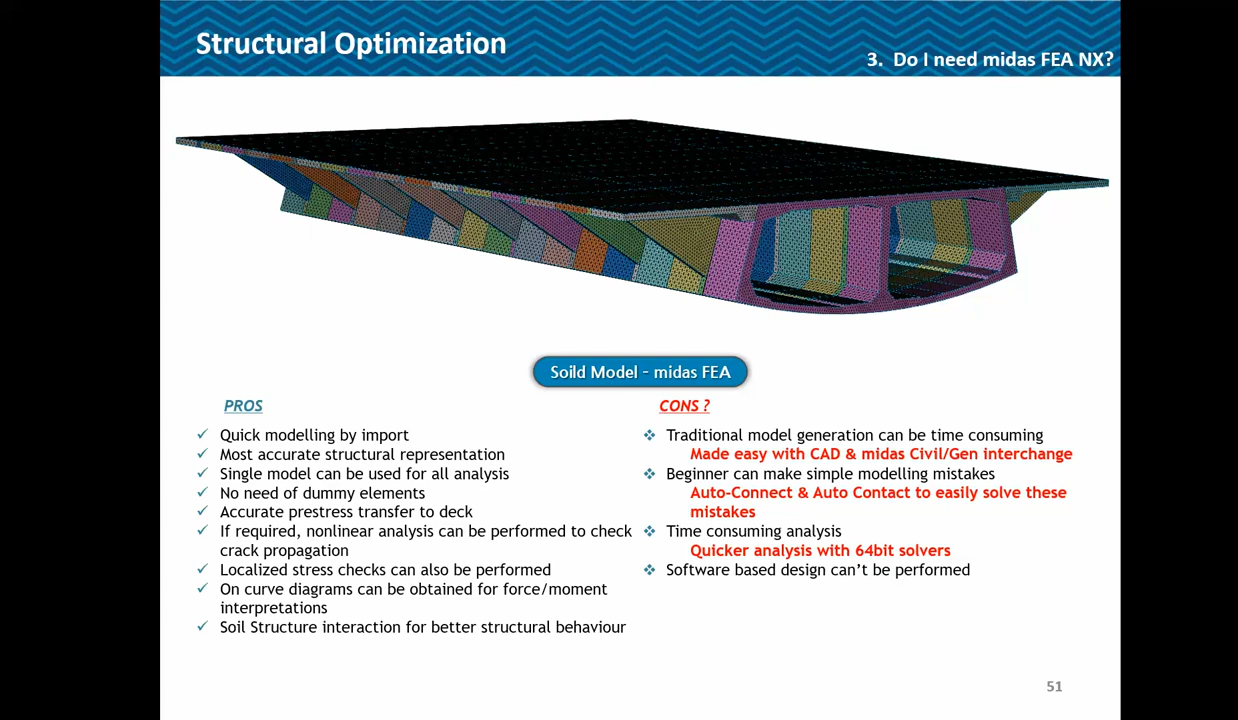 Structural Optimization
3. Do I need midas FEA NX?
Soild Model - midas FEA
PROS
Quick modelling by import
Most accurate structural representation
Single model can be used for all analysis
No need of dummy elements
Accurate prestress transfer to deck
If required, nonlinear analysis can be performed to check
crack propagation
Localized stress checks can also be performed
On curve diagrams can be obtained for force/moment
interpretations
Soil Structure interaction for better structural behaviour
CONS ?
Traditional model generation can be time consuming
Made easy with CAD & midas Civil/Gen interchange
Beginner can make simple modelling mistakes
Auto-Connect & Auto Contact to easily solve these
mistakes
Time consuming analysis
Quicker analysis with 64bit solvers
Software based design can't be performed
51